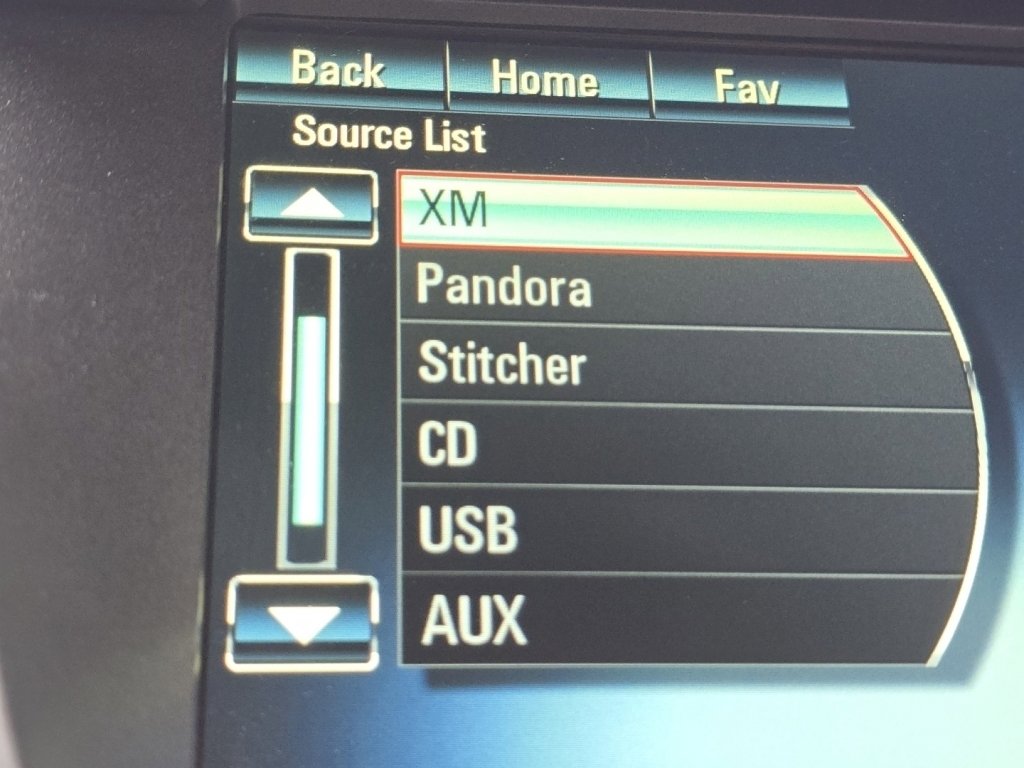 Back Home Fav
Source List
XM
Pandora
Stitcher
CD
USB
AUX